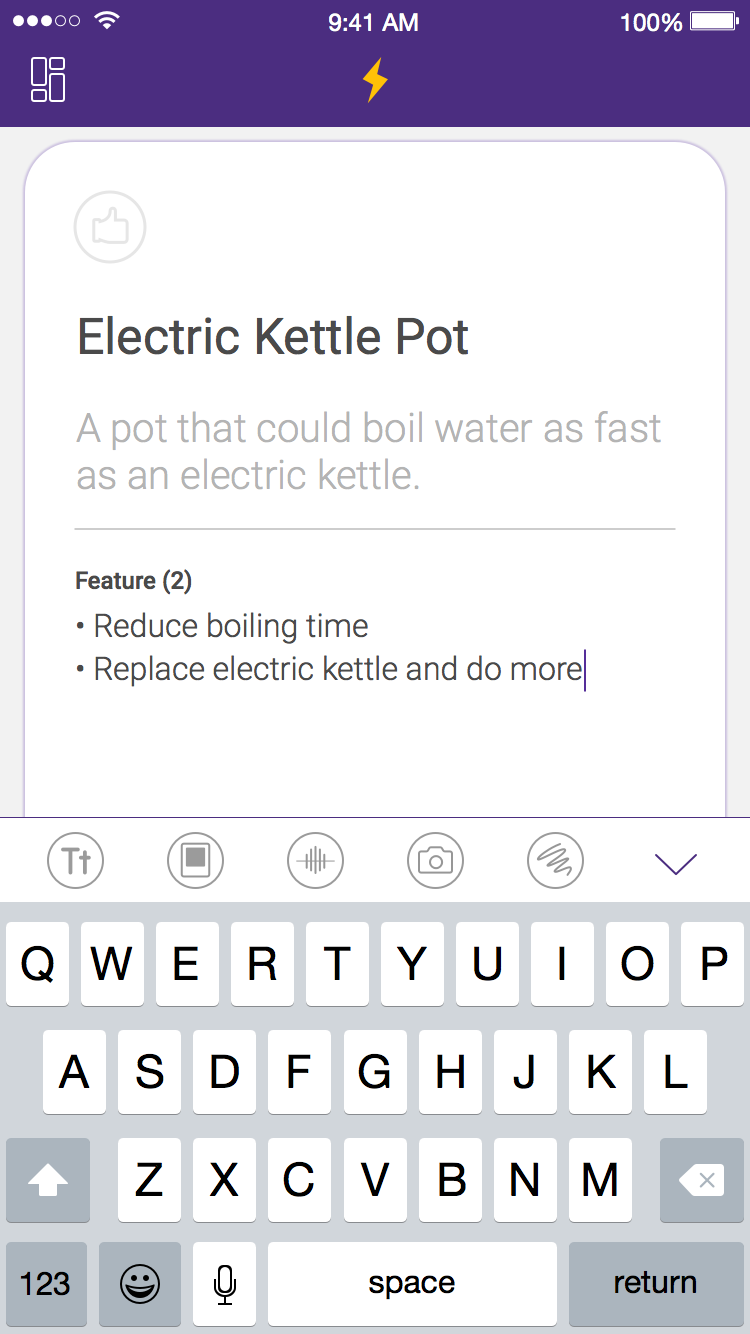 9:41 AM 100%
Electric Kettle Pot
A pot that could boil water as fast
as an electric kettle.
Feature (2)
• Reduce boiling time
• Replace electric kettle and do more
Tt
Q W E R T Y U I O P
A S D F G H J K L
Z X C V B N M
123 space return